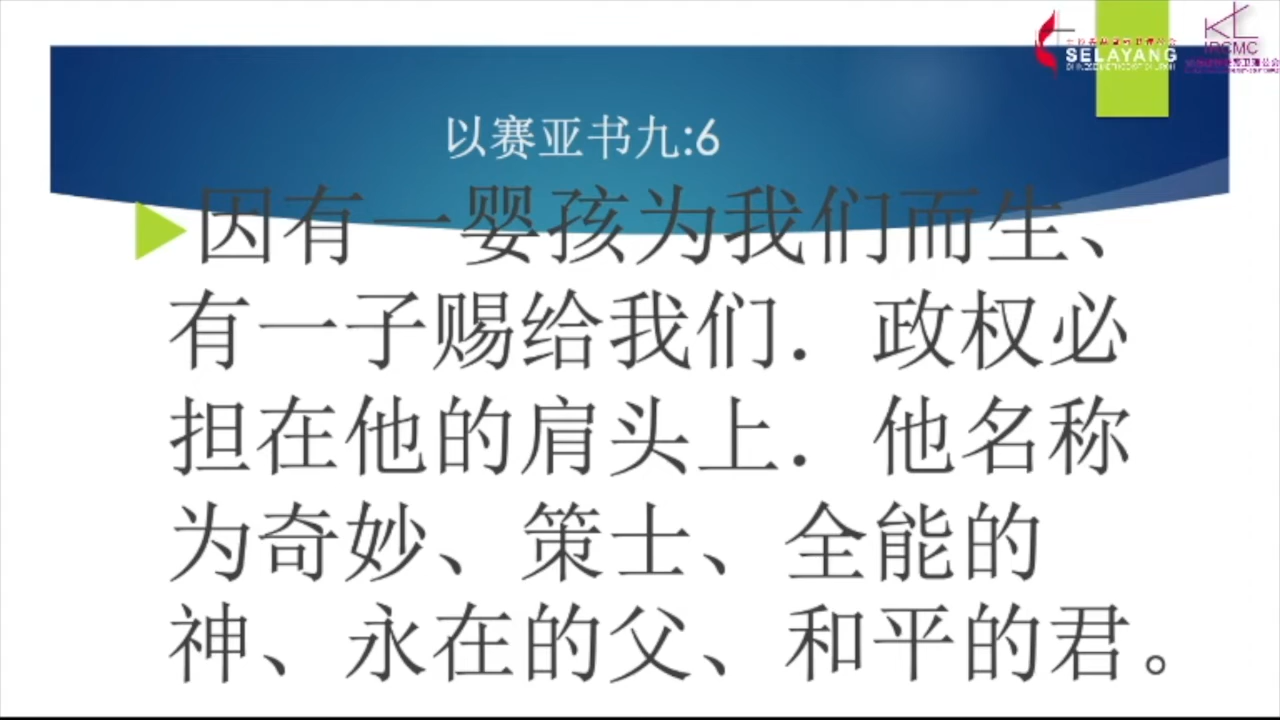 SELAYANG
KL
IRCMC
以赛亚书九:6
因有一婴孩为我们而生、
有一子赐给我们． 政权必
担在他的肩头上． 他名称
为奇妙、策士、全能的
神、永在的父、和平的君。